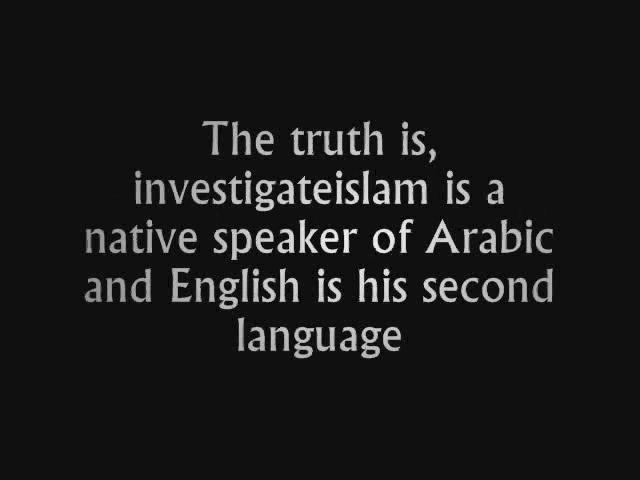 The truth is,
investigateislam is a
native speaker of Arabic
and English is his second
language